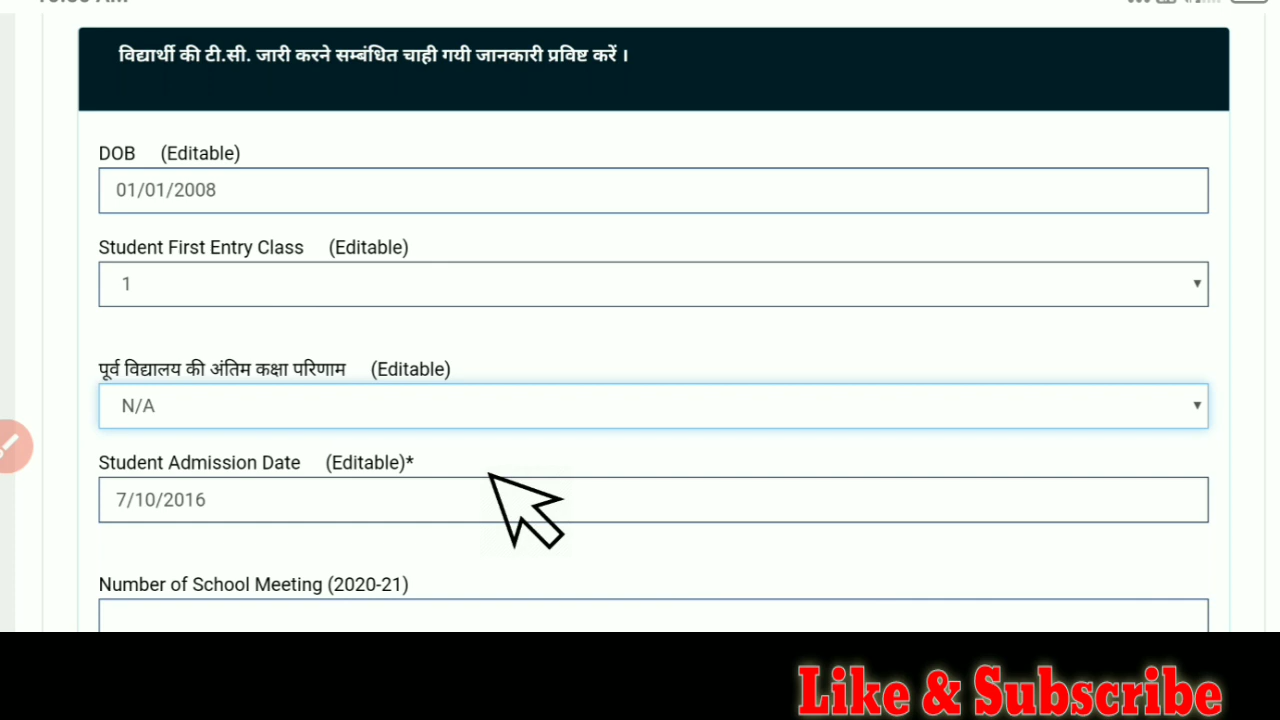 विद्यार्थी की टी.सी. जारी करने सम्बंधित चाही गयी जानकारी प्रविष्ट करें ।
DOB (Editable)
01/01/2008
Student First Entry Class (Editable)
1
पूर्व विद्यालय की अंतिम कक्षा परिणाम (Editable)
N/A
Student Admission Date (Editable)*
7/10/2016
Number of School Meeting (2020-21)
Like & Subscribe